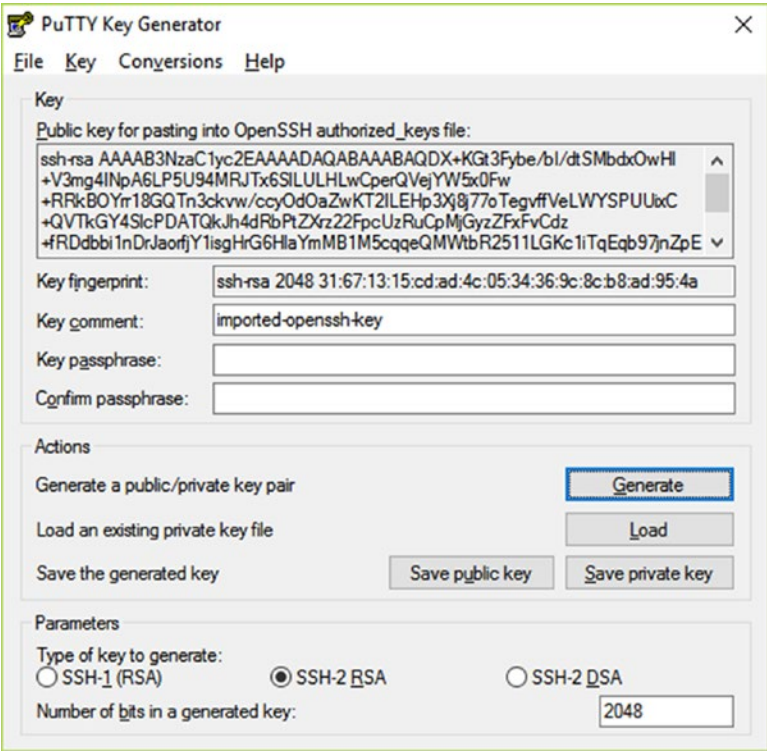 PuTTY Key Generator
File Key Conversions Help
Key
Public key for pasting into OpenSSH authorized_keys file:
ssh-rsa AAAAB3NzaC1yc2EAAAADAQABAAABAQDX+KGt3Fybe/bI/dtSMbdxOwHI
+V3mg4INpA6LP5U94MRJTx6SILULHLwCperQVejYW5x0Fw
+RRkBOYrr18GQTn3ckvw/ccyOdOaZwKT2ILEHp3Xj8j77oTegvffVeLWYSPUUixC
+QVTkGY4SlcPDATQkJh4dRbPtZXrz22FpcUzRuCpMjGyzZFxFvCdz
+fRDdbbi1nDrJaorfjY1isgHrG6HIaYmMB1M5cqqeQMWtbR2511LGKc1iTqEqb97jnZpE
Key fingerprint: ssh-rsa 2048 31:67:13:15:cd:ad:4c:05:34:36:9c:8c:b8:ad:95:4a
Key comment: imported-openssh-key
Key passphrase:
Confirm passphrase:
Actions
Generate a public/private key pair Generate
Load an existing private key file Load
Save the generated key Save public key Save private key
Parameters
Type of key to generate:
SSH-1 (RSA) SSH-2 RSA SSH-2 DSA
Number of bits in a generated key: 2048